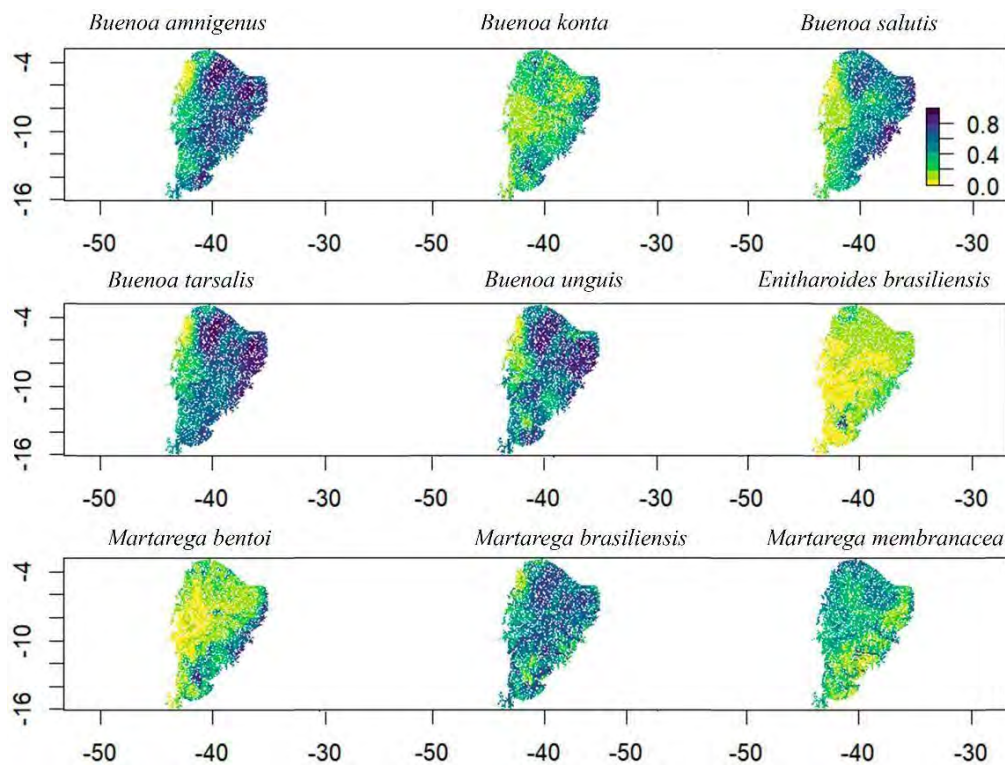 Buenoa amnigenus Buenoa konta Buenoa salutis
-4
-10
-16
0.8
0.4
0.0
-50 -40 -30 -50 -40 -50 -40 -30
Buenoa tarsalis Buenoa unguis Enitharoides brasiliensis
-4
-10
-16
-50 -40 -30 -50 -40 -30 -50 -40 -30
Martarega bentoi Martarega brasiliensis Martarega membranacea
-4
-10
-16
-50 -40 -30 -50 -40 -50 -40 -30